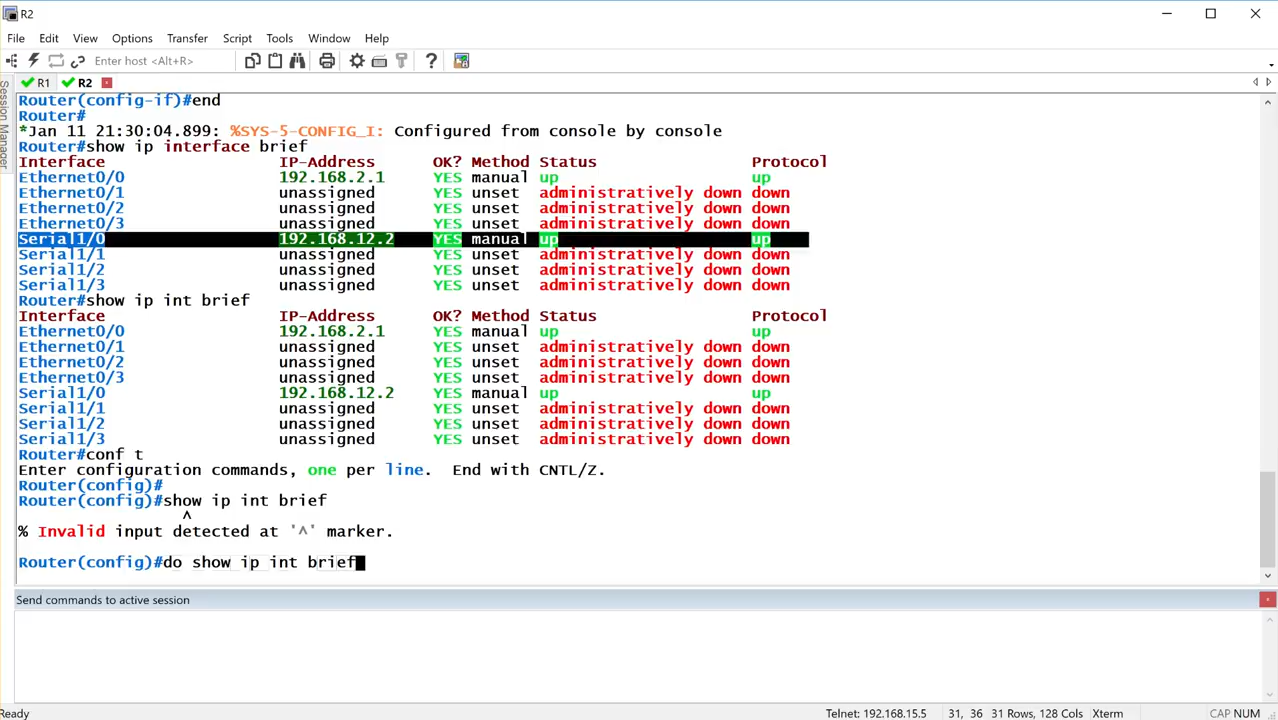 R2
File Edit View Options Transfer Script Tools Window Help
Enter host <Alt+R>
Session Manager
R1 R2
Router(config-if)#end
Router#
*Jan 11 21:30:04.899: %SYS-5-CONFIG_I: Configured from console by console
Router#show ip interface brief
Interface IP-Address OK? Method Status Protocol
Ethernet0/0 192.168.2.1 YES manual up up
Ethernet0/1 unassigned YES unset administratively down down
Ethernet0/2 unassigned YES unset administratively down down
Ethernet0/3 unassigned YES unset administratively down down
Serial1/0 192.168.12.2 YES manual up up
Serial1/1 unassigned YES unset administratively down down
Serial1/2 unassigned YES unset administratively down down
Serial1/3 unassigned YES unset administratively down down
Router#show ip int brief
Interface IP-Address OK? Method Status Protocol
Ethernet0/0 192.168.2.1 YES manual up up
Ethernet0/1 unassigned YES unset administratively down down
Ethernet0/2 unassigned YES unset administratively down down
Ethernet0/3 unassigned YES unset administratively down down
Serial1/0 192.168.12.2 YES manual up up
Serial1/1 unassigned YES unset administratively down down
Serial1/2 unassigned YES unset administratively down down
Serial1/3 unassigned YES unset administratively down down
Router#conf t
Enter configuration commands, one per line. End with CNTL/Z.
Router(config)#
Router(config)#show ip int brief
^
% Invalid input detected at '^' marker.
Router(config)#do show ip int brief
Send commands to active session
Ready Telnet: 192.168.15.5 31, 36 31 Rows, 128 Cols Xterm CAP NUM